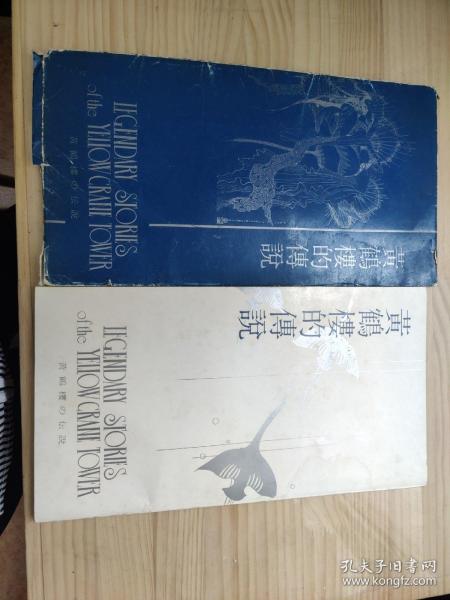 黃鶴樓的傳說
LEGENDARY STORIES
of the YELLOW CRANE TOWER
黃鶴樓の伝説
黃鶴樓的傳說
LEGENDARY STORIES
of the YELLOW CRANE TOWER
黃鶴樓の伝説
孔夫子旧书网
www.kongfz.com